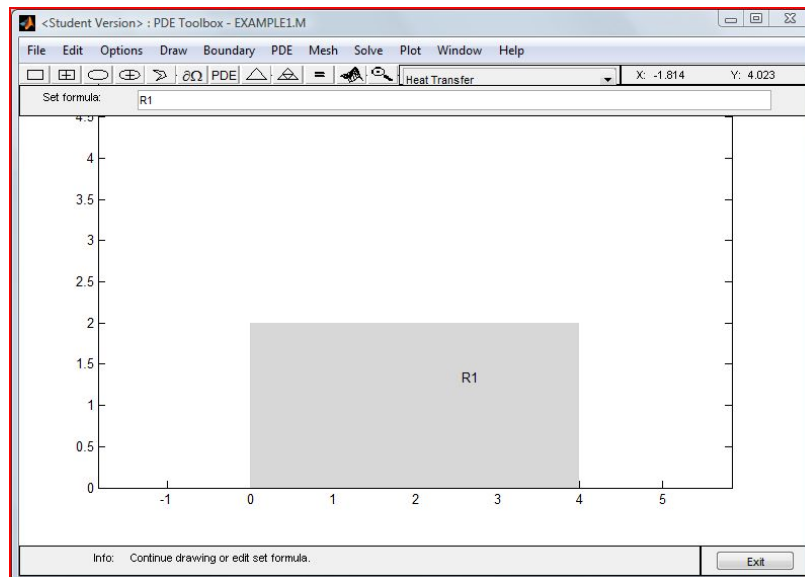 <Student Version> : PDE Toolbox - EXAMPLE1.M
File Edit Options Draw Boundary PDE Mesh Solve Plot Window Help
∂Ω PDE = Heat Transfer X: -1.814 Y: 4.023
Set formula: R1
4.5
4
3.5
3
2.5
2
1.5
R1
1
0.5
0
-1 0 1 2 3 4 5
Info: Continue drawing or edit set formula. Exit